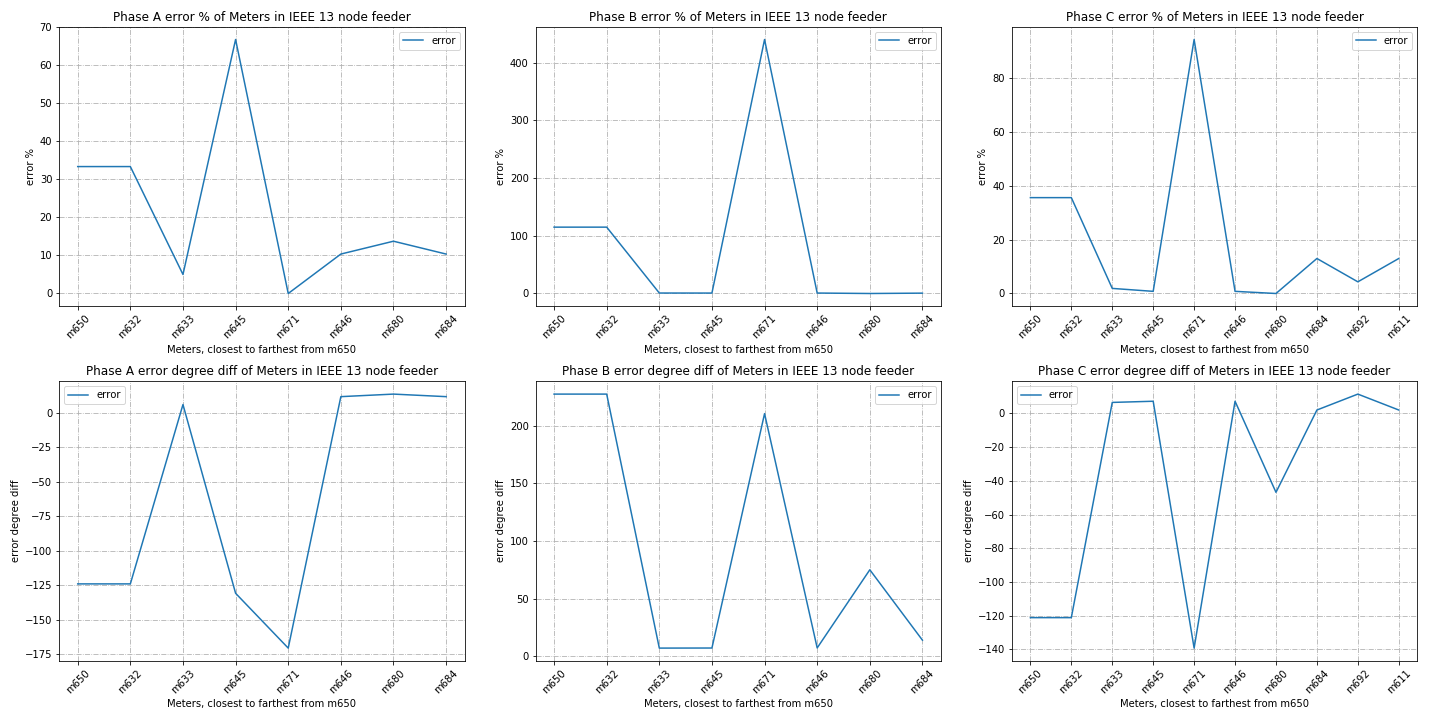 Phase A error % of Meters in IEEE 13 node feeder
error
error %
70
60
50
40
30
20
10
0
m650
m632
m633
m645
m671
m646
m680
m684
Meters, closest to farthest from m650
Phase B error % of Meters in IEEE 13 node feeder
error
error %
400
300
200
100
0
m650
m632
m633
m645
m671
m646
m680
m684
Meters, closest to farthest from m650
Phase C error % of Meters in IEEE 13 node feeder
error
error %
80
60
40
20
0
m650
m632
m633
m645
m671
m646
m680
m684
m692
m611
Meters, closest to farthest from m650
Phase A error degree diff of Meters in IEEE 13 node feeder
error
error degree diff
0
−25
−50
−75
−100
−125
−150
−175
m650
m632
m633
m645
m671
m646
m680
m684
Meters, closest to farthest from m650
Phase B error degree diff of Meters in IEEE 13 node feeder
error
error degree diff
200
150
100
50
0
m650
m632
m633
m645
m671
m646
m680
m684
Meters, closest to farthest from m650
Phase C error degree diff of Meters in IEEE 13 node feeder
error
error degree diff
0
−20
−40
−60
−80
−100
−120
−140
m650
m632
m633
m645
m671
m646
m680
m684
m692
m611
Meters, closest to farthest from m650